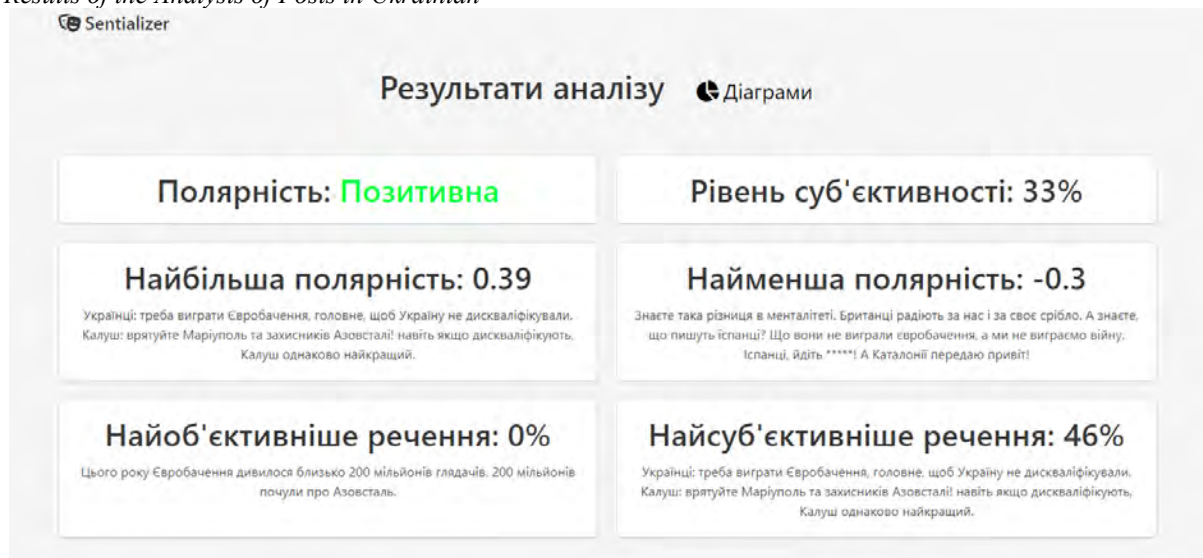 Results of the Analysis of Posts in Ukrainian
Sentializer
Результати аналізу Діаграми
Полярність: Позитивна
Рівень суб'єктивності: 33%
Найбільша полярність: 0.39
Українці: треба виграти Євробачення, головне, щоб Україну не дискваліфікували.
Калуш: врятуйте Маріуполь та захисників Азовсталі! навіть якщо дискваліфікують,
Калуш однаково найкращий.
Найменша полярність: -0.3
Знаєте така різниця в менталітеті. Британці радіють за нас і за своє срібло. А знаєте,
що пишуть іспанці? Що вони не виграли євробачення, а ми не виграємо війну.
Іспанці, йдіть *****! А Каталонії передаю привіт!
Найоб'єктивніше речення: 0%
Цього року Євробачення дивилося близько 200 мільйонів глядачів. 200 мільйонів
почули про Азовсталь.
Найсуб'єктивніше речення: 46%
Українці: треба виграти Євробачення, головне, щоб Україну не дискваліфікували.
Калуш: врятуйте Маріуполь та захисників Азовсталі! навіть якщо дискваліфікують,
Калуш однаково найкращий.